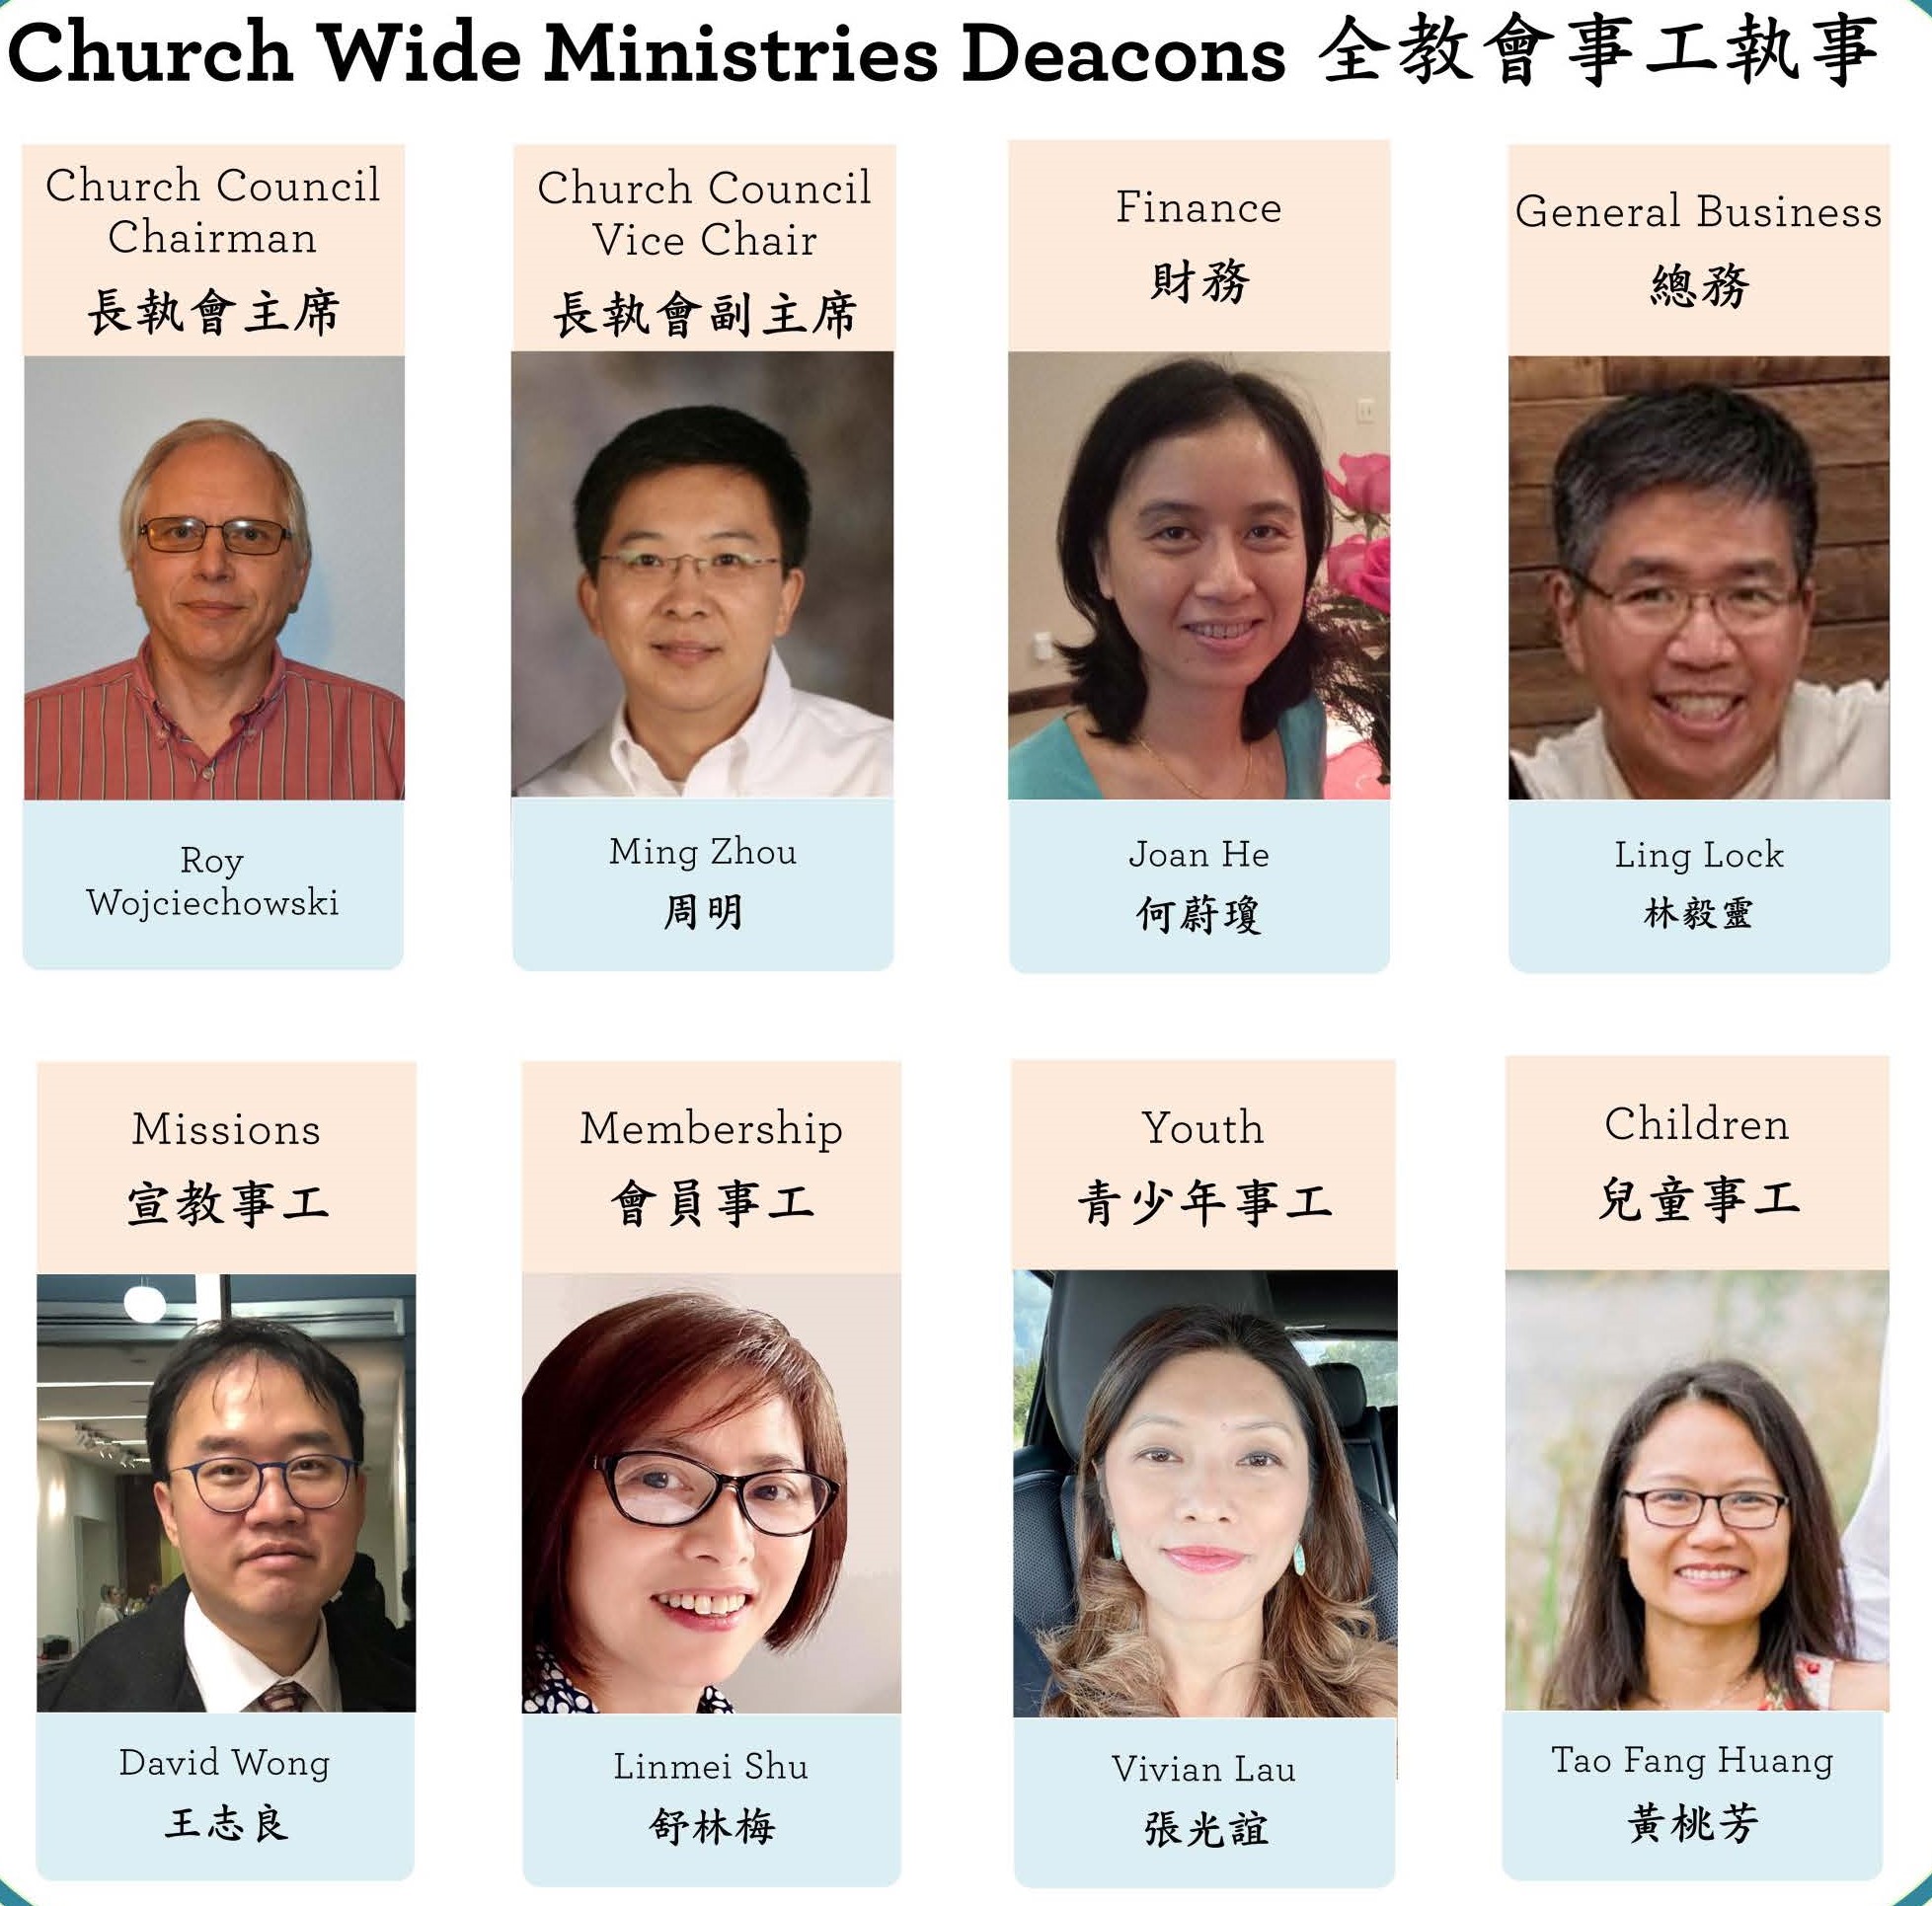 Church Wide Ministries Deacons 全教會事工執事
Church Council
Chairman
長執會主席
Church Council
Vice Chair
長執會副主席
Finance
財務
General Business
總務
Roy
Wojciechowski
Ming Zhou
周明
Joan He
何蔚瓊
Ling Lock
林毅靈
Missions
宣教事工
Membership
會員事工
Youth
青少年事工
Children
兒童事工
David Wong
王志良
Linmei Shu
舒林梅
Vivian Lau
張光誼
Tao Fang Huang
黃桃芳